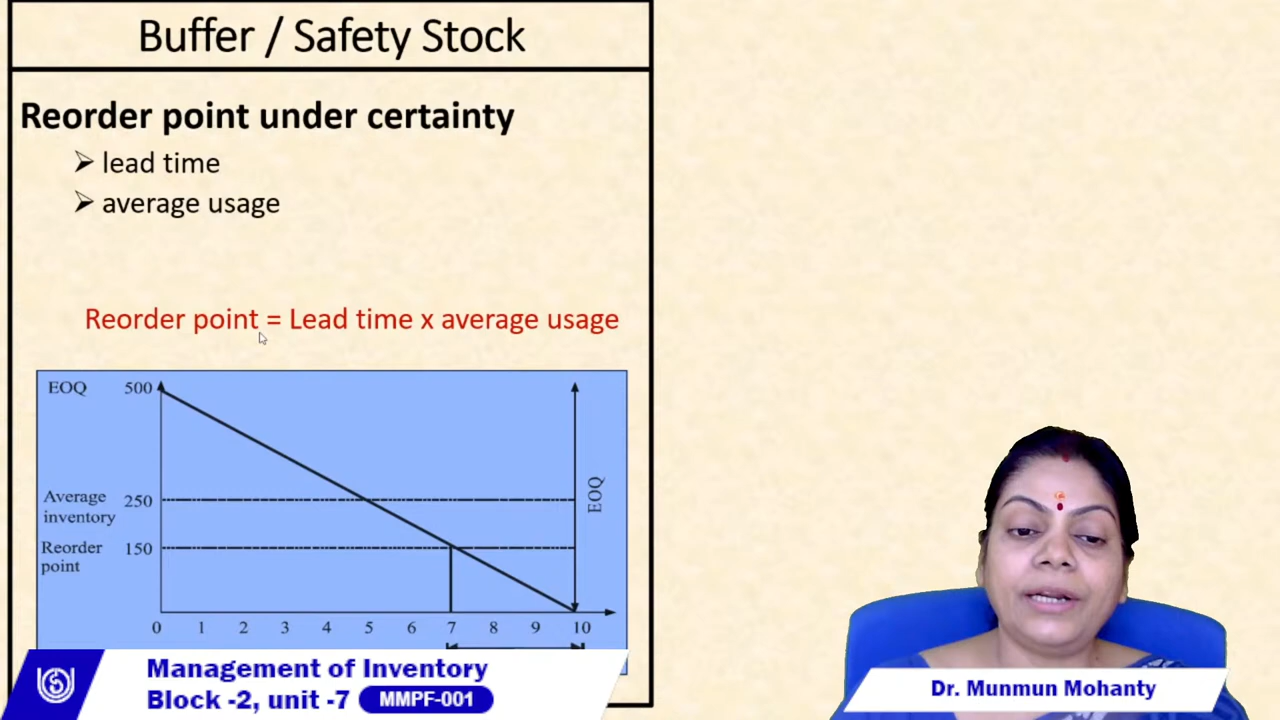 Buffer / Safety Stock
Reorder point under certainty
➢ lead time
➢ average usage
Reorder point = Lead time x average usage
EOQ 500
Average inventory 250
Reorder point 150
EOQ
0 1 2 3 4 5 6 7 8 9 10
Management of Inventory
Block -2, unit -7 MMPF-001
Dr. Munmun Mohanty